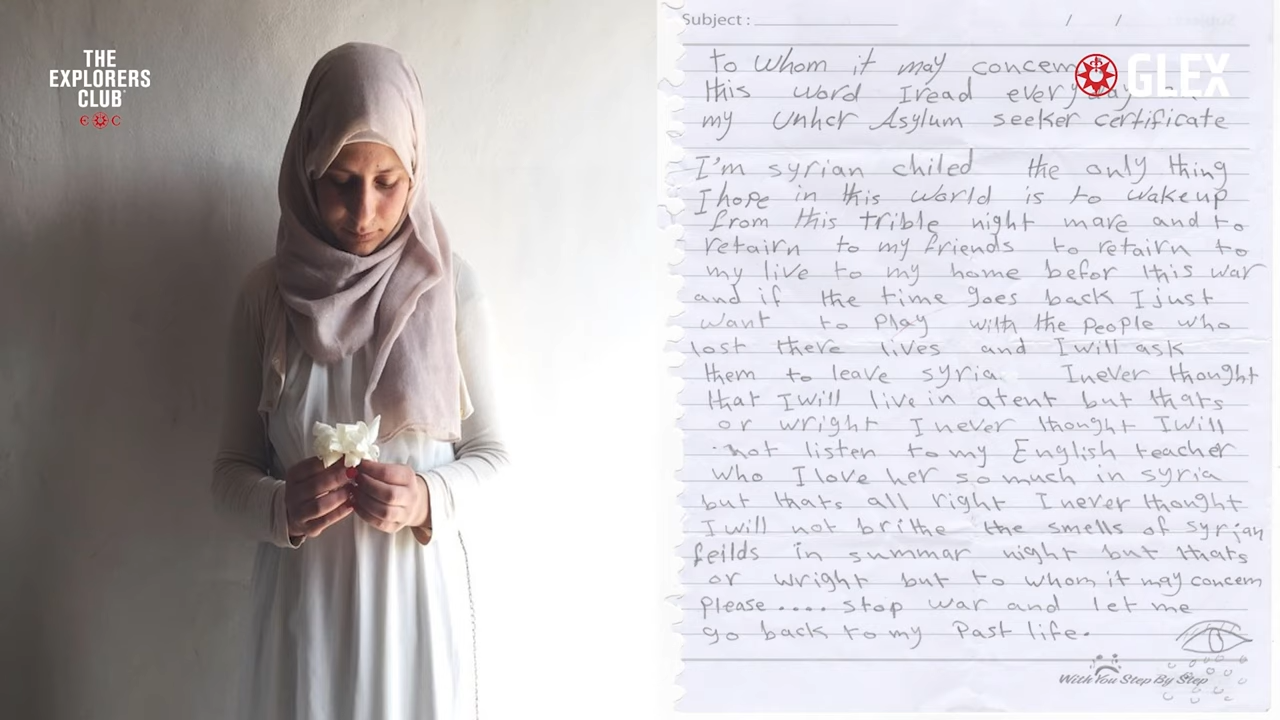 THE
EXPLORERS
CLUB
GLEX
Subject :
/ /
to whom it may concern
this word I read everyday
my Unhcr Asylum seeker certificate
I'm syrian chiled the only thing
I hope in this world is to wakeup
from this trible night mare and to
retairn to my friends to retairn to
my live to my home befor this war
and if the time goes back I just
want to play with the people who
lost there lives and I will ask
them to leave syria I never thought
that I will live in a tent but thats
or wright I never thought I will
not listen to my English teacher
who I love her so much in syria
but thats all right I never thought
I will not brithe the smells of syrian
feilds in summar night but thats
or wright but to whom it may concern
please .... stop war and let me
go back to my past life.
With You Step By Step